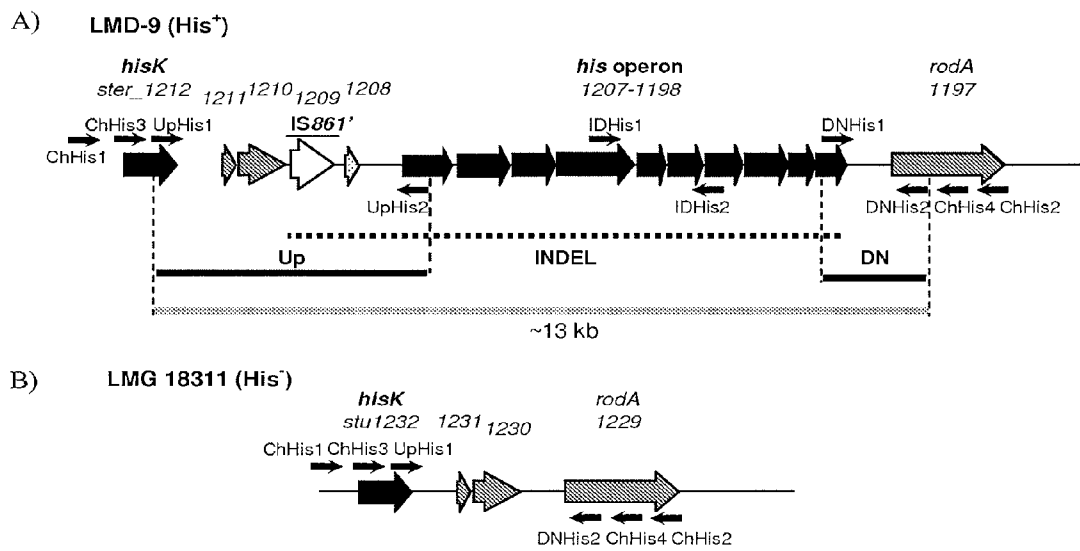 A) LMD-9 (His+)
hisK his operon rodA
ster_1212 1211 1210 1209 1208 1207-1198 1197
ChHis3 UpHis1 IS861' IDHis1 DNHis1
ChHis1
UpHis2 IDHis2 DNHis2 ChHis4 ChHis2
Up INDEL DN
~13 kb
B) LMG 18311 (His-)
hisK rodA
stu1232 1231 1230 1229
ChHis1 ChHis3 UpHis1
DNHis2 ChHis4 ChHis2